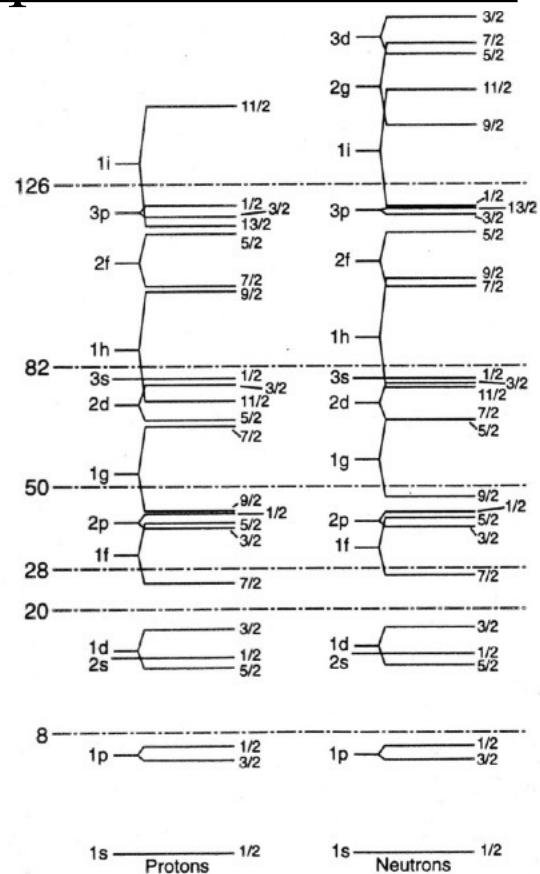 3d 3/2
7/2
5/2
2g
11/2 11/2
9/2
1i 1i
126
1/2 1/2
3p 3/2 3p 13/2
13/2 3/2
5/2 5/2
2f 2f
9/2
7/2 7/2
9/2
1h 1h
82
3s 1/2 3s 1/2
3/2 3/2
2d 11/2 2d 11/2
5/2 7/2
7/2 5/2
1g 1g
50
9/2 9/2
1/2 1/2
2p 5/2 2p 5/2
3/2 3/2
1f 1f
28
7/2 7/2
20
3/2 3/2
1d 1d
1/2 1/2
2s 5/2 2s 5/2
8
1/2 1/2
1p 1p
3/2 3/2
1s 1/2 1s 1/2
Protons Neutrons